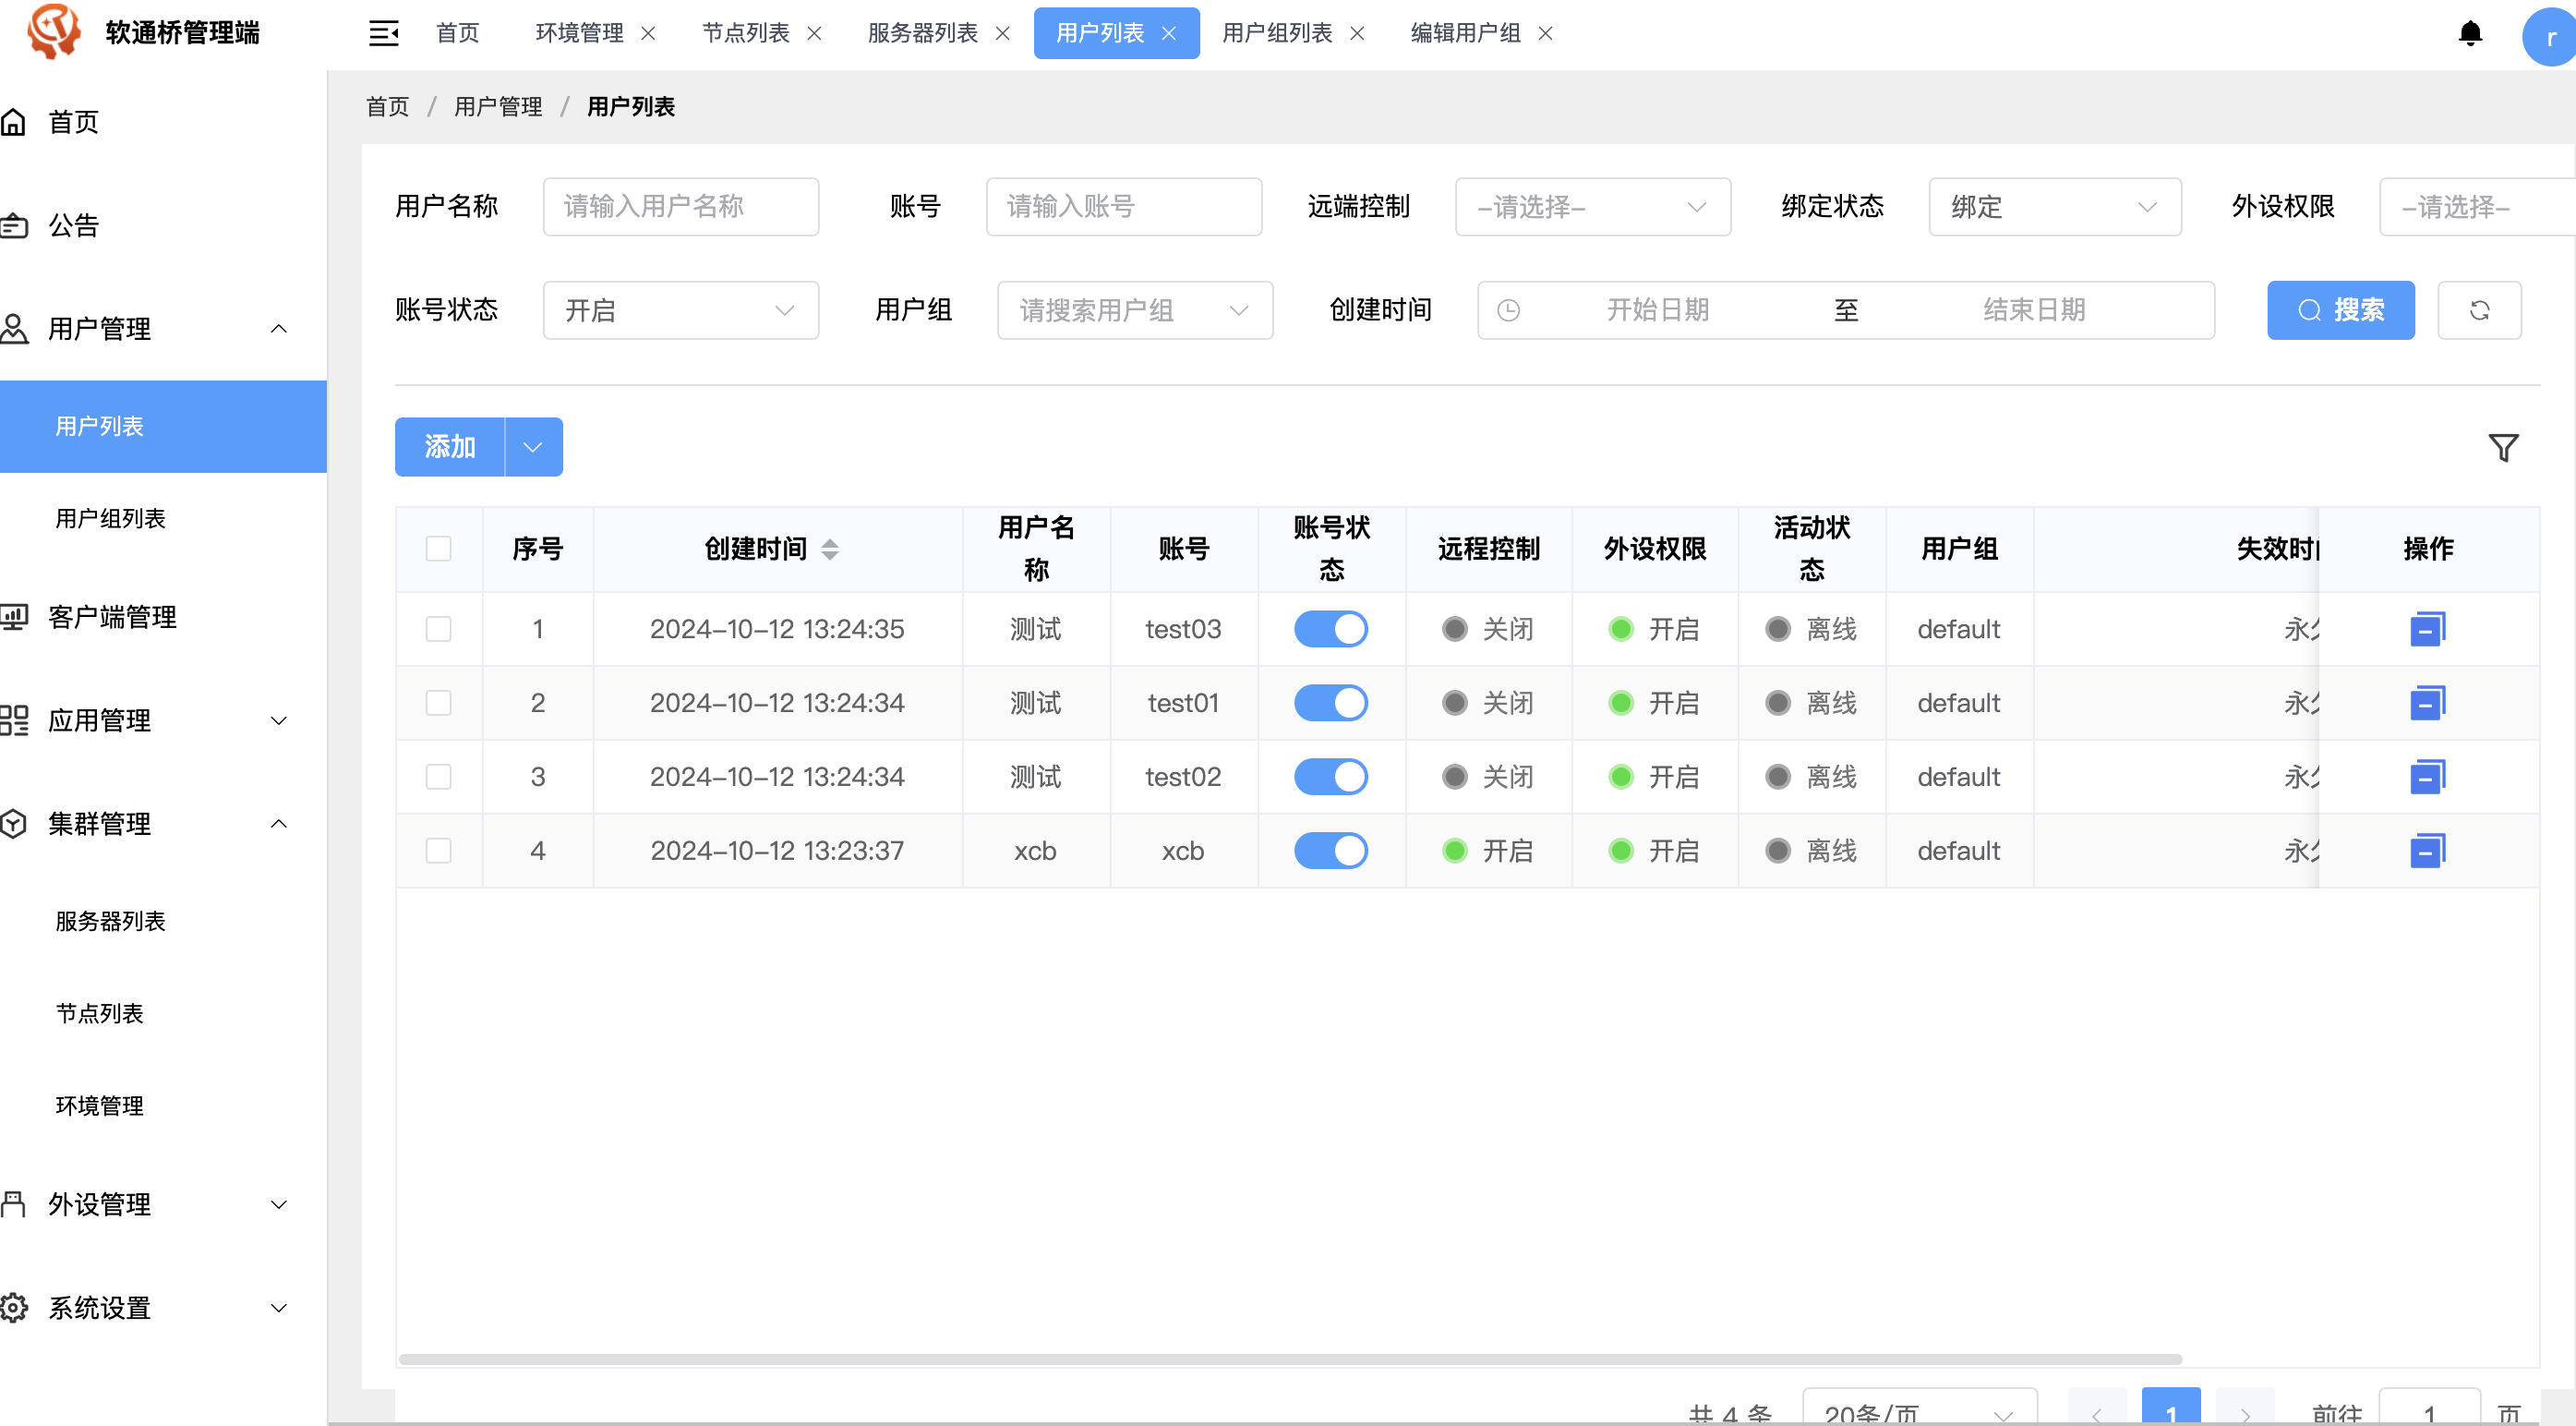 软通桥管理端
首页 环境管理 节点列表 服务器列表 用户列表 用户组列表 编辑用户组
r
首页
公告
用户管理
用户列表
用户组列表
客户端管理
应用管理
集群管理
服务器列表
节点列表
环境管理
外设管理
系统设置
首页 / 用户管理 / 用户列表
用户名称 请输入用户名称 账号 请输入账号 远端控制 -请选择- 绑定状态 绑定 外设权限 -请选择-
账号状态 开启 用户组 请搜索用户组 创建时间 开始日期 至 结束日期 搜索
添加
序号 创建时间 用户名称 账号 账号状态 远程控制 外设权限 活动状态 用户组 失效时 操作
1 2024-10-12 13:24:35 测试 test03 关闭 开启 离线 default 永
2 2024-10-12 13:24:34 测试 test01 关闭 开启 离线 default 永
3 2024-10-12 13:24:34 测试 test02 关闭 开启 离线 default 永
4 2024-10-12 13:23:37 xcb xcb 开启 开启 离线 default 永
共 4 条 20条/页 1 前往 1 页